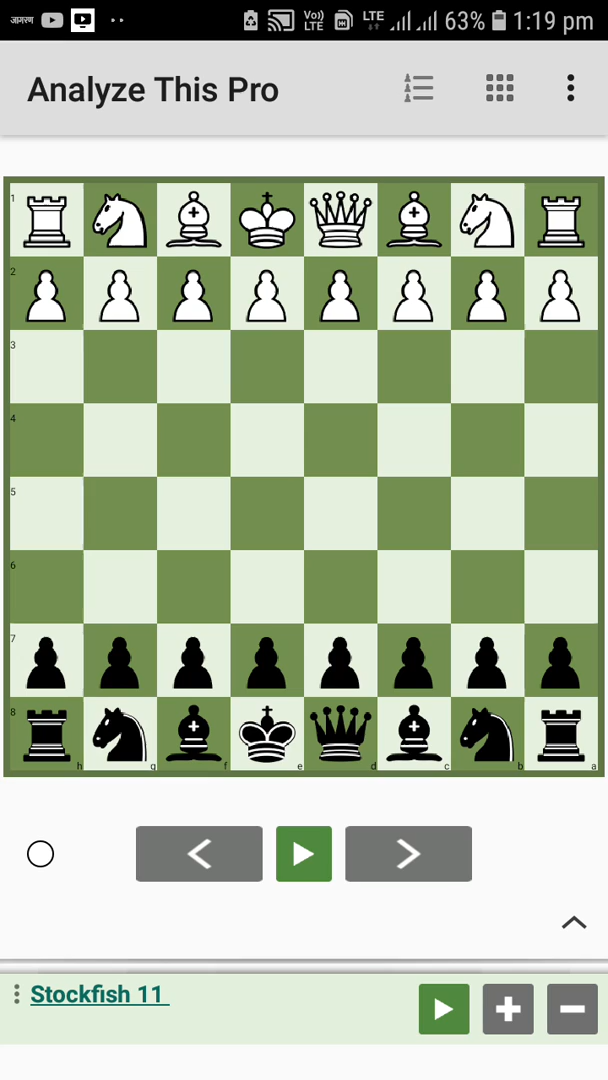 जागरण Vo)) LTE LTE 63% 1:19 pm
Analyze This Pro
1
2
3
4
5
6
7
8
h g f e d c b a
Stockfish 11